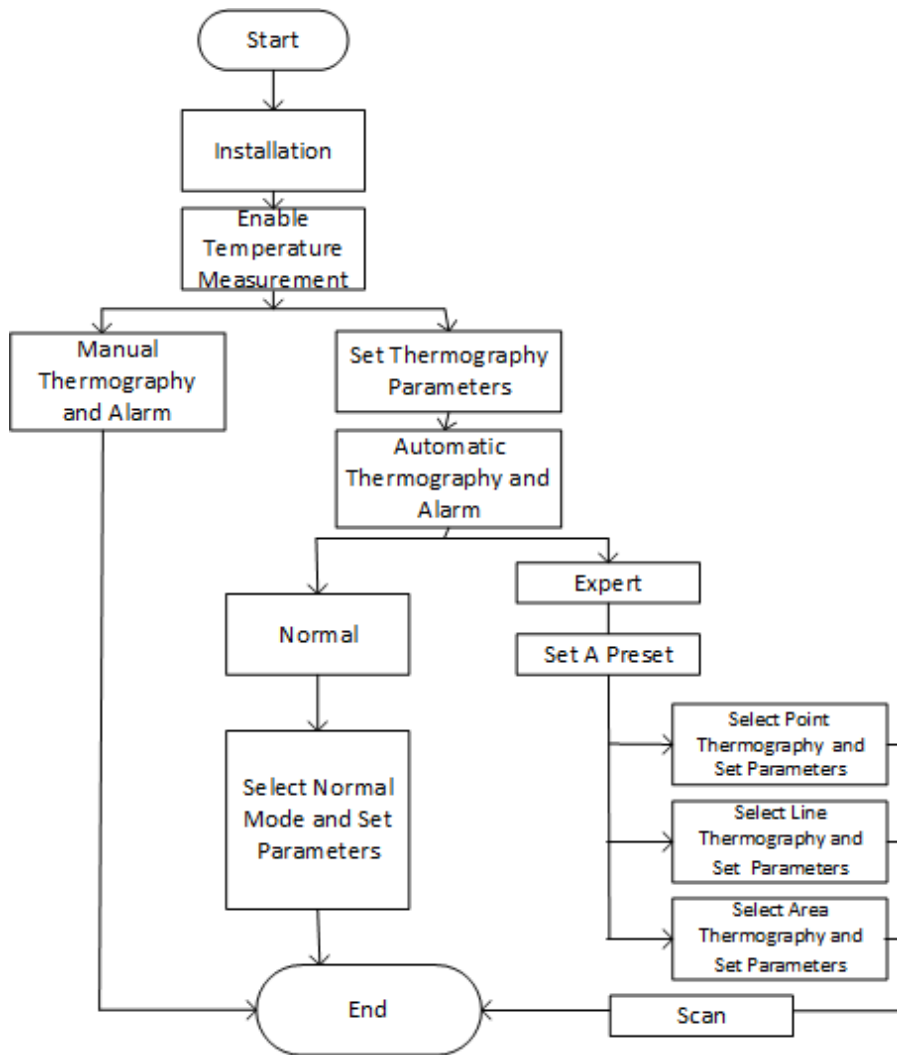 Start
Installation
Enable
Temperature
Measurement
Manual
Thermography
and Alarm
Set Thermography
Parameters
Automatic
Thermography and
Alarm
Normal
Expert
Set A Preset
Select Normal
Mode and Set
Parameters
Select Point
Thermography and
Set Parameters
Select Line
Thermography and
Set Parameters
Select Area
Thermography and
Set Parameters
End
Scan